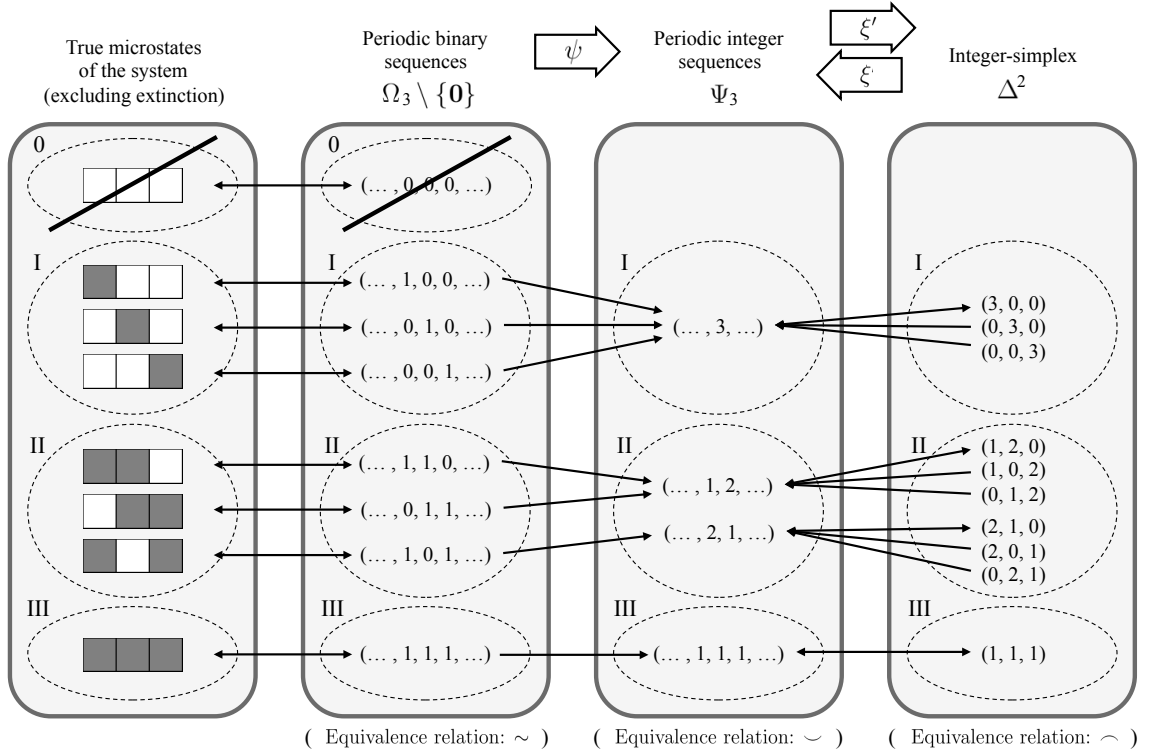 True microstates
of the system
(excluding extinction)
Periodic binary
sequences
Ω₃ \ {𝟎}
ψ
Periodic integer
sequences
Ψ₃
ξ′
ξ
Integer-simplex
Δ²
0
0
(… , 0, 0, 0, …)
I
I
I
I
(… , 1, 0, 0, …)
(… , 0, 1, 0, …)
(… , 0, 0, 1, …)
(… , 3, …)
(3, 0, 0)
(0, 3, 0)
(0, 0, 3)
II
II
II
II
(… , 1, 1, 0, …)
(… , 0, 1, 1, …)
(… , 1, 0, 1, …)
(… , 1, 2, …)
(… , 2, 1, …)
(1, 2, 0)
(1, 0, 2)
(0, 1, 2)
(2, 1, 0)
(2, 0, 1)
(0, 2, 1)
III
III
III
III
(… , 1, 1, 1, …)
(… , 1, 1, 1, …)
(1, 1, 1)
( Equivalence relation: ∼ )
( Equivalence relation: ⌣ )
( Equivalence relation: ⌢ )